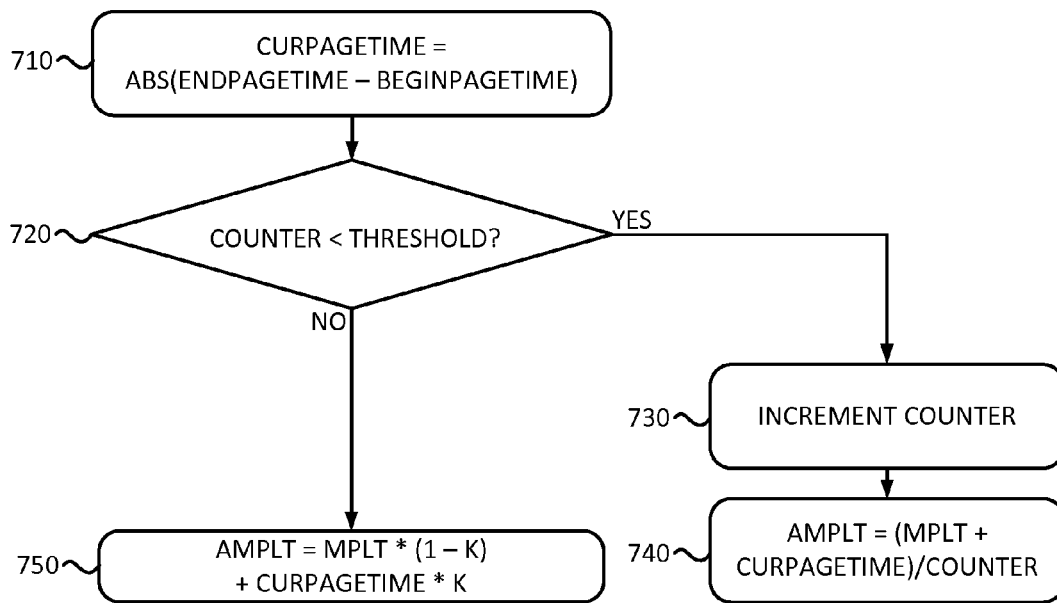 710
CURPAGETIME =
ABS(ENDPAGETIME – BEGINPAGETIME)
720
COUNTER < THRESHOLD?
YES
NO
730
INCREMENT COUNTER
740
AMPLT = (MPLT +
CURPAGETIME)/COUNTER
750
AMPLT = MPLT * (1 – K)
+ CURPAGETIME * K